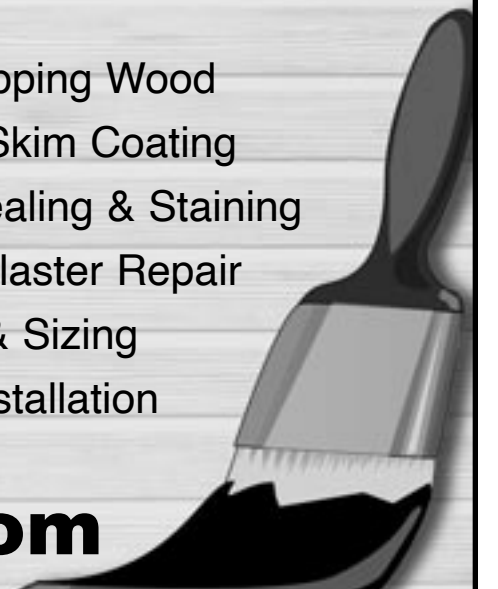 pping Wood
Skim Coating
ealing & Staining
laster Repair
& Sizing
stallation
om